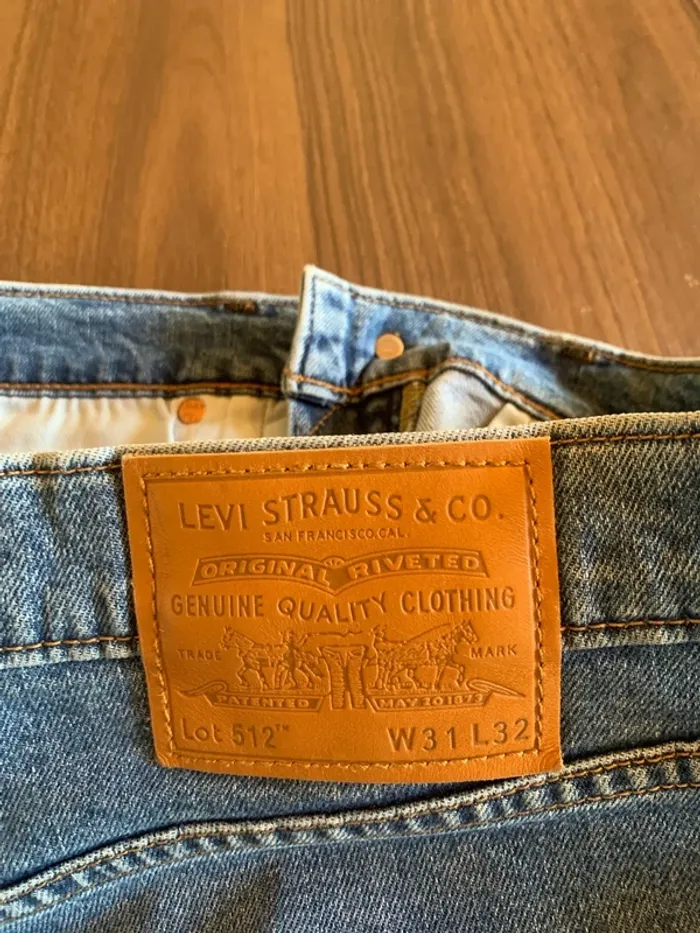 LEVI STRAUSS & CO.
SAN FRANCISCO, CAL.
ORIGINAL RIVETED
GENUINE QUALITY CLOTHING
TRADE MARK
PATENTED MAY 20 1873
Lot 512™ W31 L32